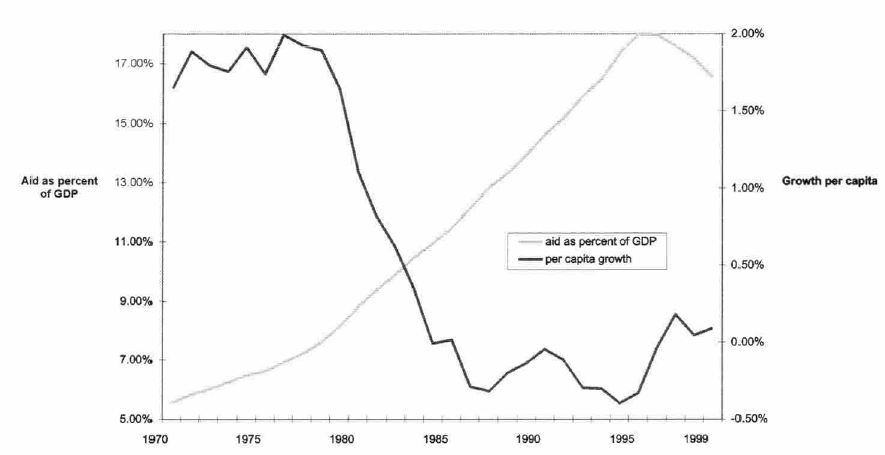 2.00%
17.00%
1.50%
15.00%
Aid as percent
of GDP
13.00%
1.00%
Growth per capita
11.00%
aid as percent of GDP
per capita growth
0.50%
9.00%
0.00%
7.00%
5.00%
-0.50%
1970 1975 1980 1985 1990 1995 1999